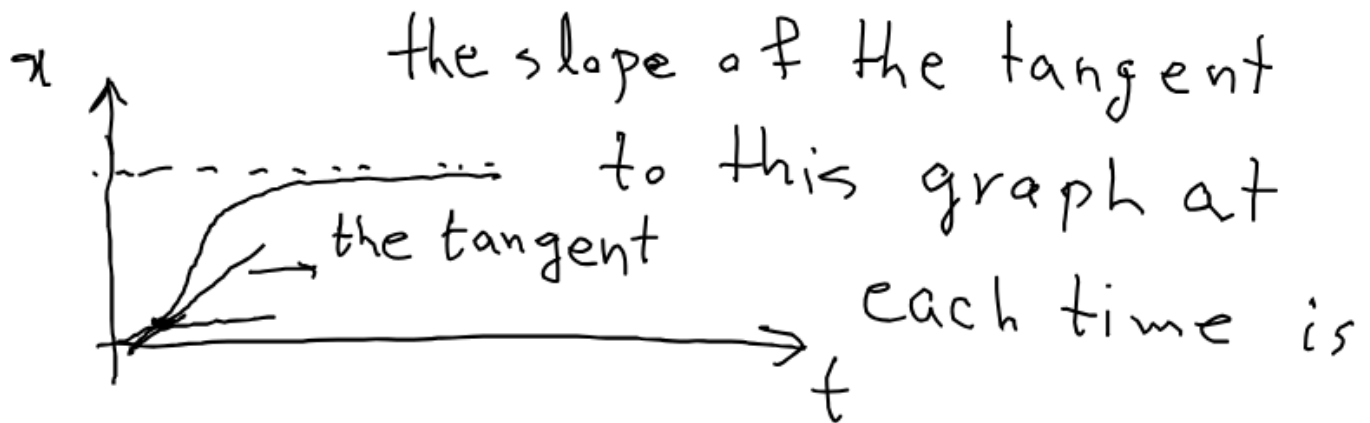 x
the slope of the tangent
to this graph at
the tangent
each time is
t